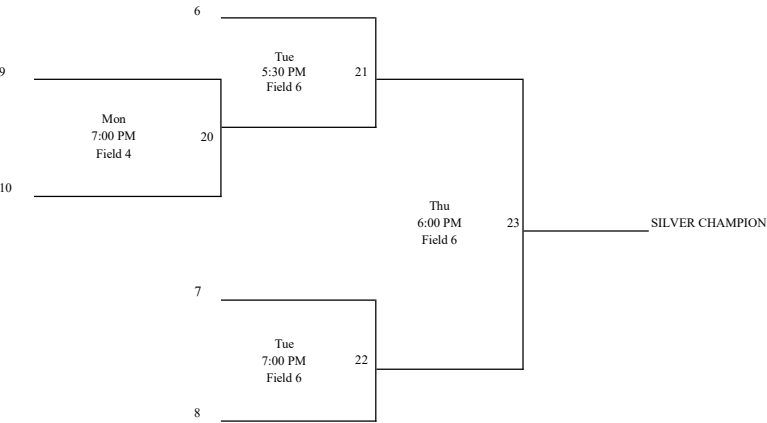 6
Tue
5:30 PM
Field 6
21
9
Mon
7:00 PM
Field 4
20
10
Thu
6:00 PM
Field 6
23
SILVER CHAMPION
7
Tue
7:00 PM
Field 6
22
8